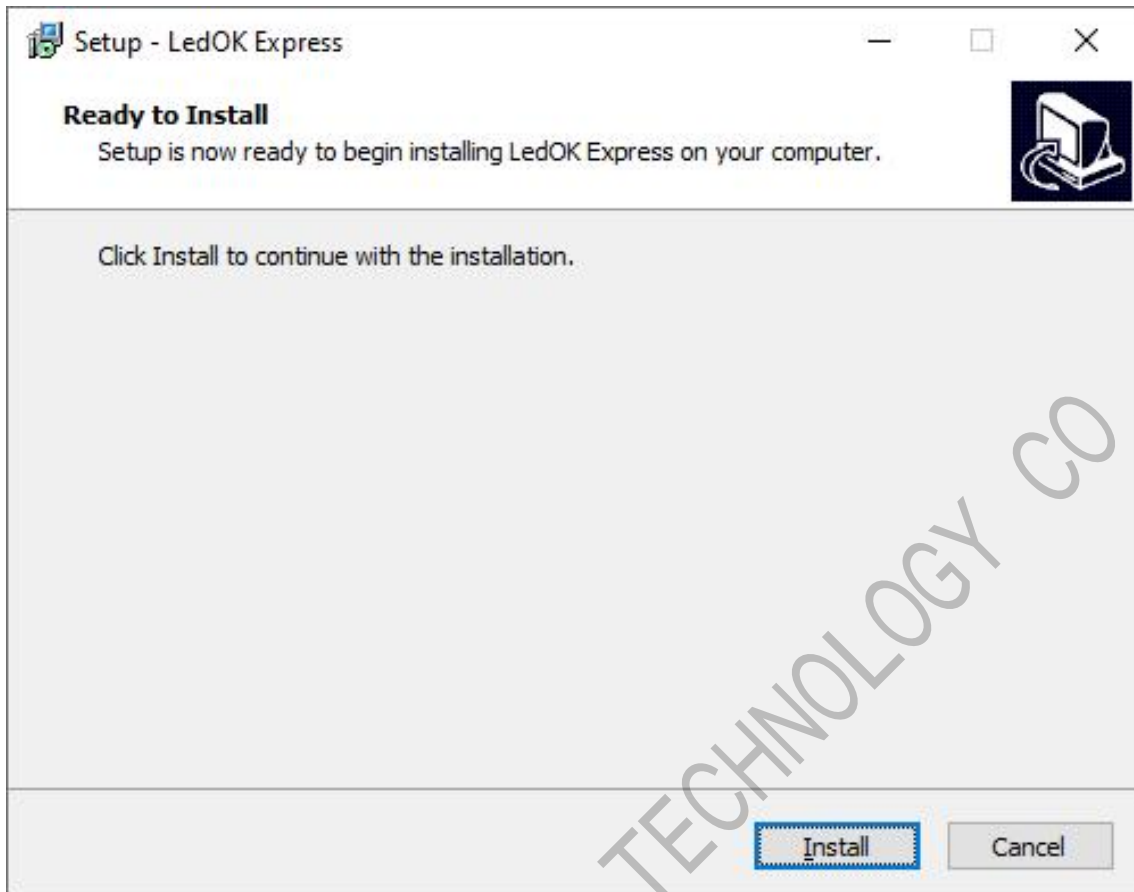 Setup - LedOK Express
Ready to Install
Setup is now ready to begin installing LedOK Express on your computer.
Click Install to continue with the installation.
TECHNOLOGY CO
Install
Cancel